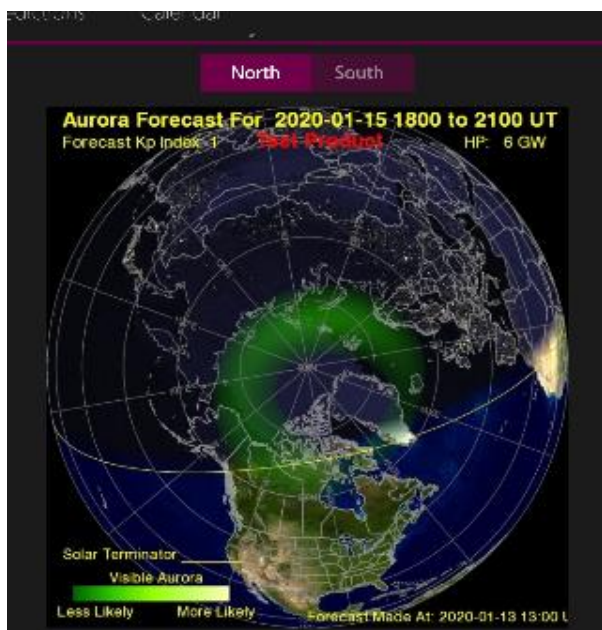 Calendar
North South
Aurora Forecast For 2020-01-15 1800 to 2100 UT
Forecast Kp Index 1 Test Product HP: 6 GW
Solar Terminator
Visible Aurora
Less Likely More Likely
Forecast Made At: 2020-01-13 13:00 U